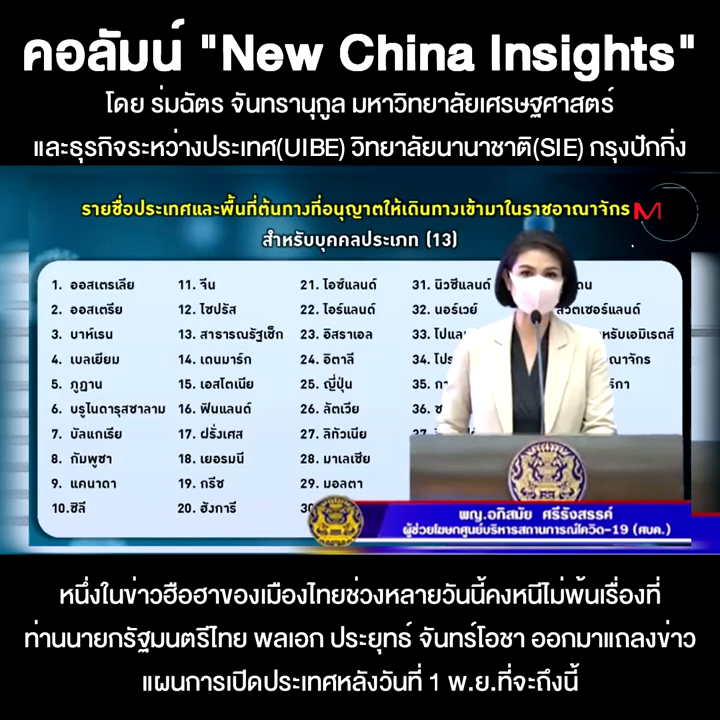 คอลัมน์ "New China Insights"
โดย ร่มฉัตร จันทรานุกูล มหาวิทยาลัยเศรษฐศาสตร์
และธุรกิจระหว่างประเทศ(UIBE) วิทยาลัยนานาชาติ(SIE) กรุงปักกิ่ง
รายชื่อประเทศและพื้นที่ต้นทางที่อนุญาตให้เดินทางเข้ามาในราชอาณาจักร
M
สำหรับบุคคลประเภท (13)
1. ออสเตรเลีย
2. ออสเตรีย
3. บาห์เรน
4. เบลเยียม
5. ภูฏาน
6. บรูไนดารุสซาลาม
7. บัลแกเรีย
8. กัมพูชา
9. แคนาดา
10.ชิลี
11. จีน
12. ไซปรัส
13. สาธารณรัฐเช็ก
14. เดนมาร์ก
15. เอสโตเนีย
16. ฟินแลนด์
17. ฝรั่งเศส
18. เยอรมนี
19. กรีซ
20. ฮังการี
21. ไอซ์แลนด์
22. ไอร์แลนด์
23. อิสราเอล
24. อิตาลี
25. ญี่ปุ่น
26. ลัตเวีย
27. ลิทัวเนีย
28. มาเลเซีย
29. มอลตา
30
31. นิวซีแลนด์
32. นอร์เวย์
33. โปแล
34. โปร
35. กา
36.
37.
สวิตเซอร์แลนด์
พญ.อภิสมัย ศรีรังสรรค์
ผู้ช่วยโฆษกศูนย์บริหารสถานการณ์โควิด-19 (ศบค.)
หนึ่งในข่าวฮือฮาของเมืองไทยช่วงหลายวันนี้คงหนีไม่พ้นเรื่องที่
ท่านนายกรัฐมนตรีไทย พลเอก ประยุทธ์ จันทร์โอชา ออกมาแถลงข่าว
แผนการเปิดประเทศหลังวันที่ 1 พ.ย.ที่จะถึงนี้